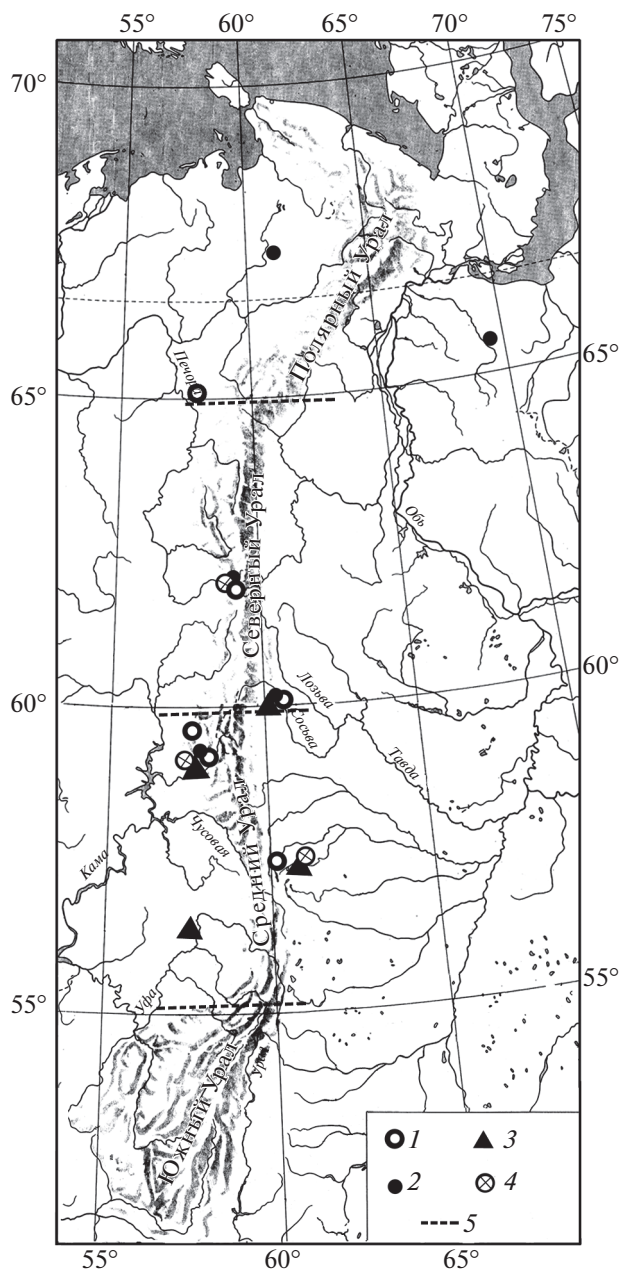 55° 60° 65° 70° 75°
70°
Полярный Урал
65°
Печора
65°
Северный Урал
Обь
60°
Лозьва
60°
Сосьва
Тавда
Чусовая
Средний Урал
Кама
55°
Уфа
55°
Урал
Южный Урал
1 3
2 4
5
55° 60° 65°